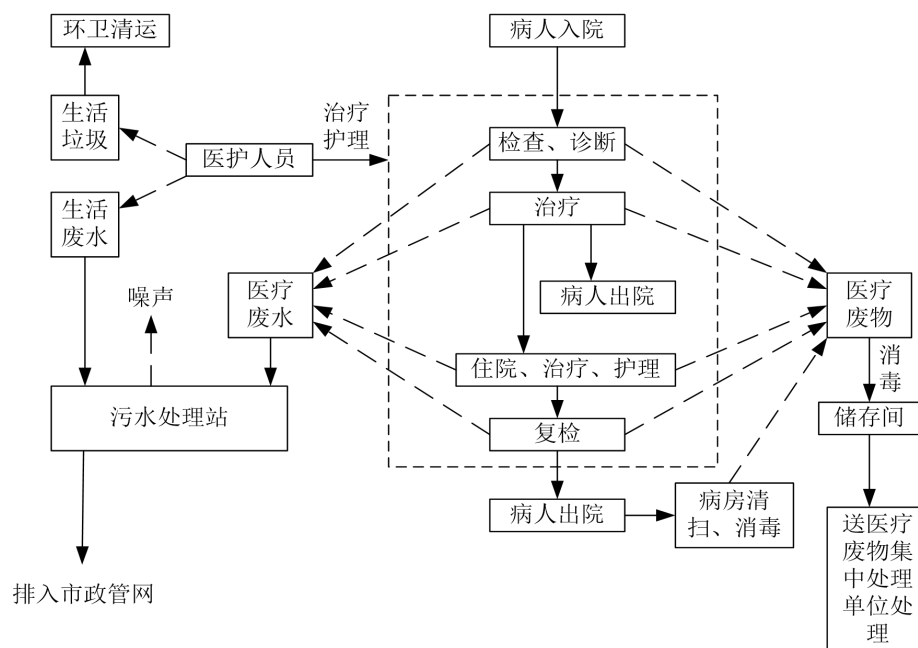 环卫清运
病人入院
生活
垃圾
治疗
护理
医护人员
检查、诊断
生活
废水
治疗
医疗
废水
噪声
病人出院
医疗
废物
消
毒
住院、治疗、护理
污水处理站
复检
储存间
病人出院
病房清
扫、消毒
送医疗
废物集
中处理
单位处
理
排入市政管网